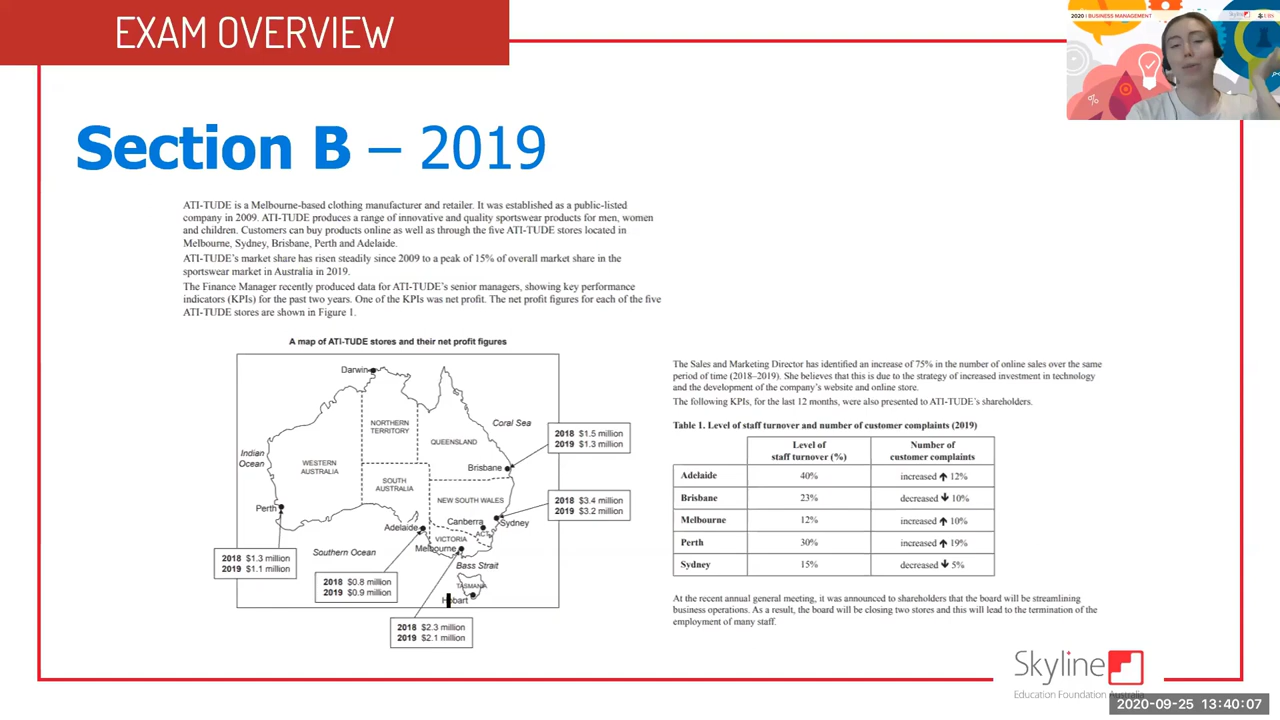 EXAM OVERVIEW
2020 | BUSINESS MANAGEMENT
Section B – 2019
ATI-TUDE is a Melbourne-based clothing manufacturer and retailer. It was established as a public-listed
company in 2009. ATI-TUDE produces a range of innovative and quality sportswear products for men, women
and children. Customers can buy products online as well as through the five ATI-TUDE stores located in
Melbourne, Sydney, Brisbane, Perth and Adelaide.
ATI-TUDE's market share has risen steadily since 2009 to a peak of 15% of overall market share in the
sportswear market in Australia in 2019.
The Finance Manager recently produced data for ATI-TUDE's senior managers, showing key performance
indicators (KPIs) for the past two years. One of the KPIs was net profit. The net profit figures for each of the five
ATI-TUDE stores are shown in Figure 1.
A map of ATI-TUDE stores and their net profit figures
Darwin
NORTHERN
TERRITORY
Coral Sea
QUEENSLAND
2018 $1.5 million
2019 $1.3 million
Indian
Ocean
WESTERN
AUSTRALIA
Brisbane
SOUTH
AUSTRALIA
NEW SOUTH WALES
2018 $3.4 million
2019 $3.2 million
Perth
Adelaide
Canberra
Sydney
ACT
VICTORIA
Melbourne
Southern Ocean
Bass Strait
2018 $1.3 million
2019 $1.1 million
2018 $0.8 million
2019 $0.9 million
TASMANIA
Hobart
2018 $2.3 million
2019 $2.1 million
The Sales and Marketing Director has identified an increase of 75% in the number of online sales over the same
period of time (2018–2019). She believes that this is due to the strategy of increased investment in technology
and the development of the company's website and online store.
The following KPIs, for the last 12 months, were also presented to ATI-TUDE's shareholders.
Table 1. Level of staff turnover and number of customer complaints (2019)
Level of staff turnover (%)
Number of customer complaints
Adelaide 40% increased ↑ 12%
Brisbane 23% decreased ↓ 10%
Melbourne 12% increased ↑ 10%
Perth 30% increased ↑ 19%
Sydney 15% decreased ↓ 5%
At the recent annual general meeting, it was announced to shareholders that the board will be streamlining
business operations. As a result, the board will be closing two stores and this will lead to the termination of the
employment of many staff.
Skyline
Education Foundation Australia
2020-09-25 13:40:07